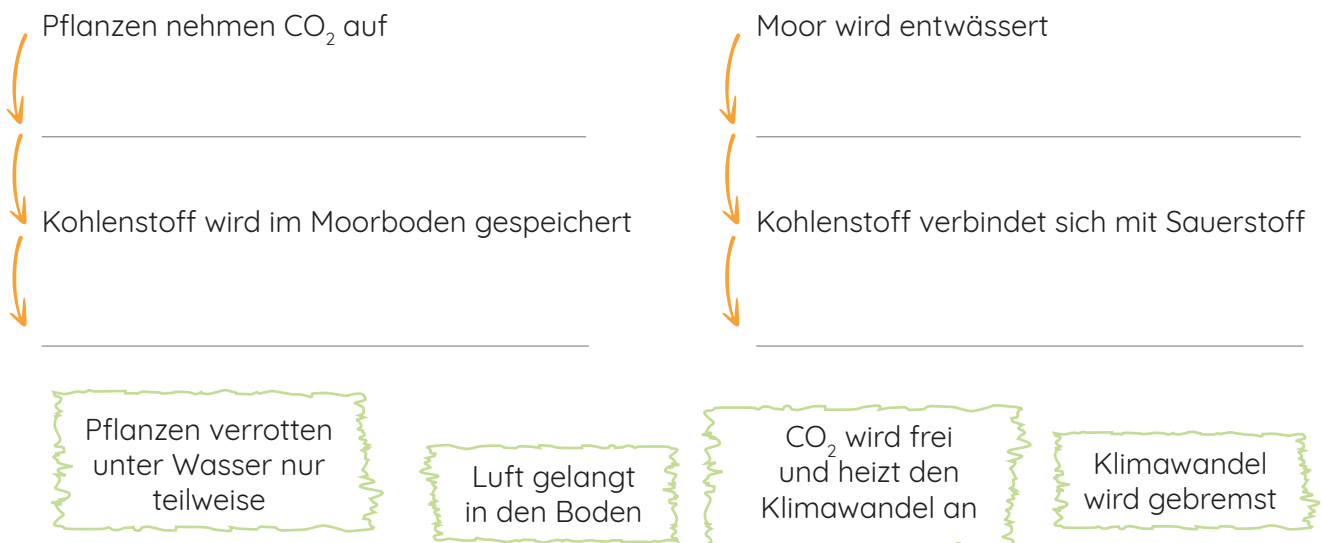 Pflanzen nehmen CO₂ auf
Moor wird entwässert
Kohlenstoff wird im Moorboden gespeichert
Kohlenstoff verbindet sich mit Sauerstoff
Pflanzen verrotten
unter Wasser nur
teilweise
Luft gelangt
in den Boden
CO₂ wird frei
und heizt den
Klimawandel an
Klimawandel
wird gebremst